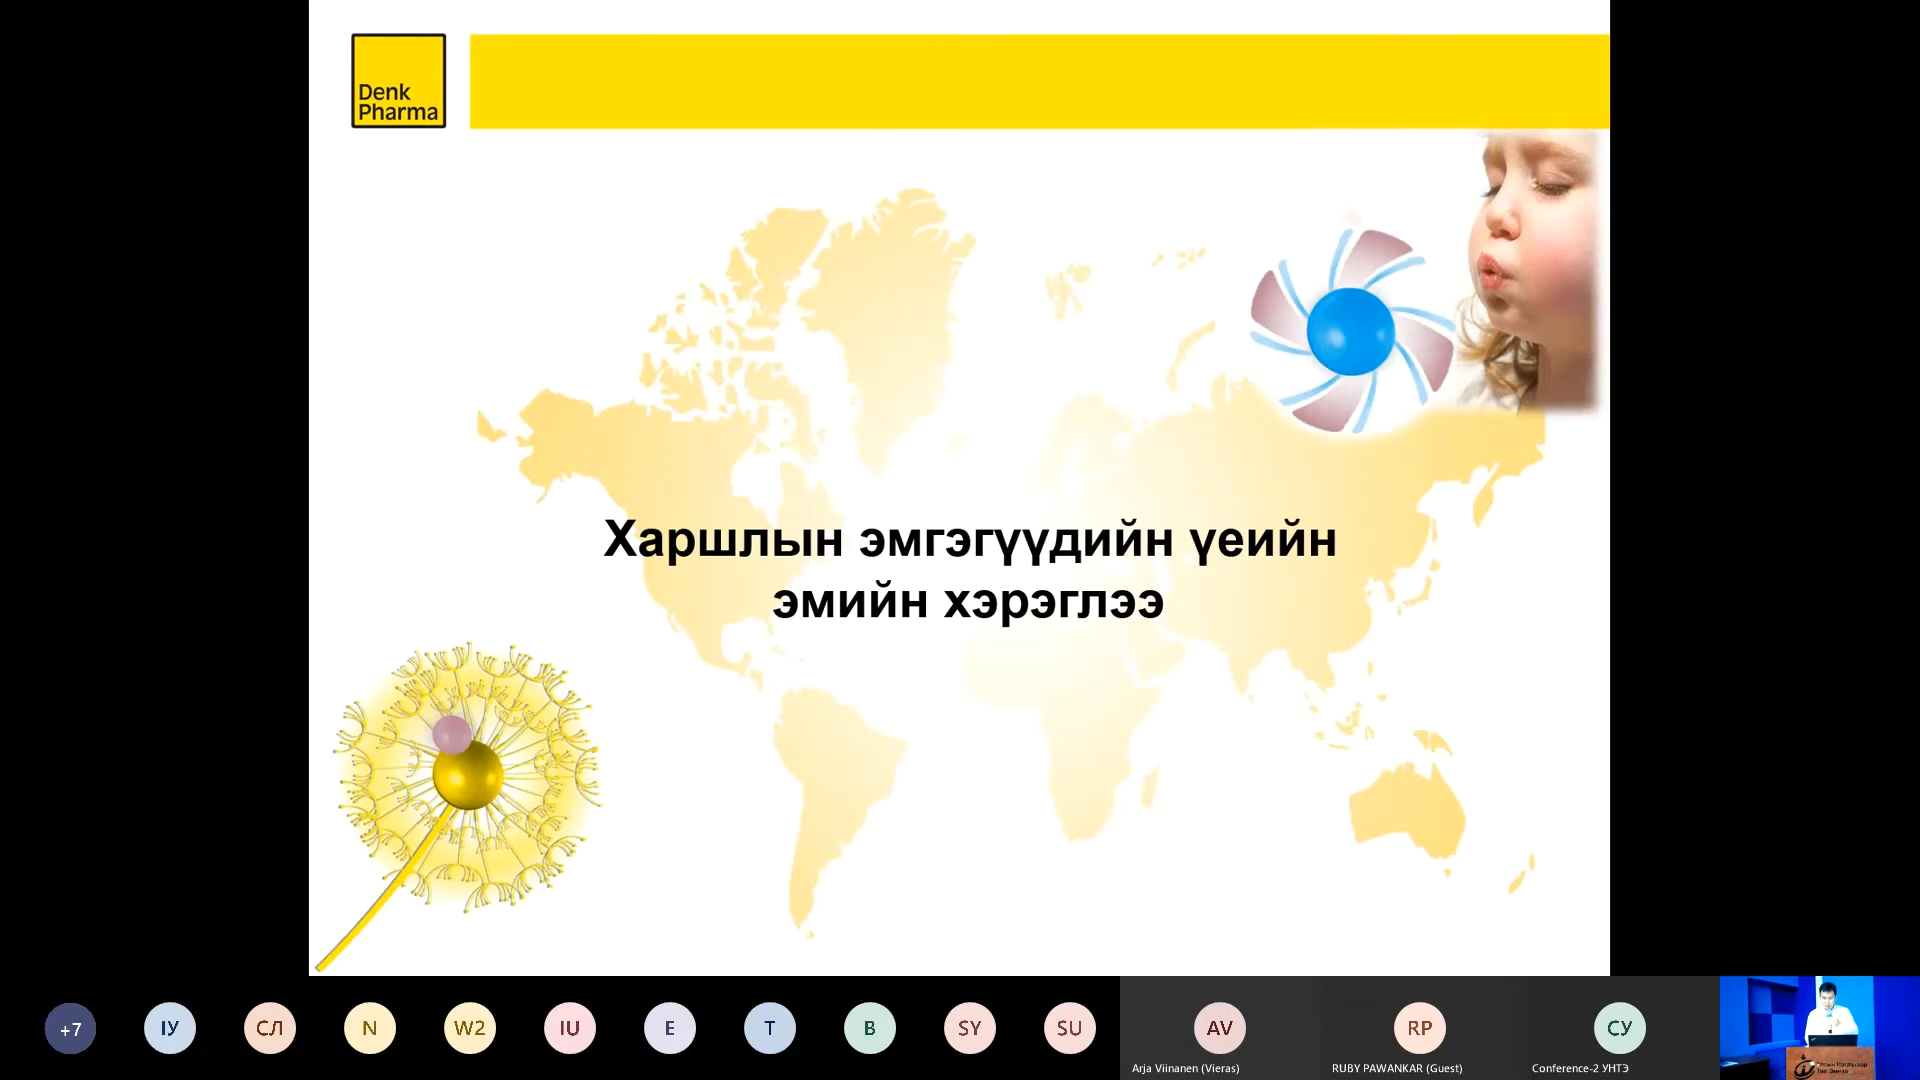 Denk
Pharma
Харшлын эмгэгүүдийн үеийн
эмийн хэрэглээ
+7
ІУ
СЛ
N
W2
IU
E
T
B
SY
SU
AV
RP
СУ
Arja Viinanen (Vieras)
RUBY PAWANKAR (Guest)
Conference-2 УНТЭ